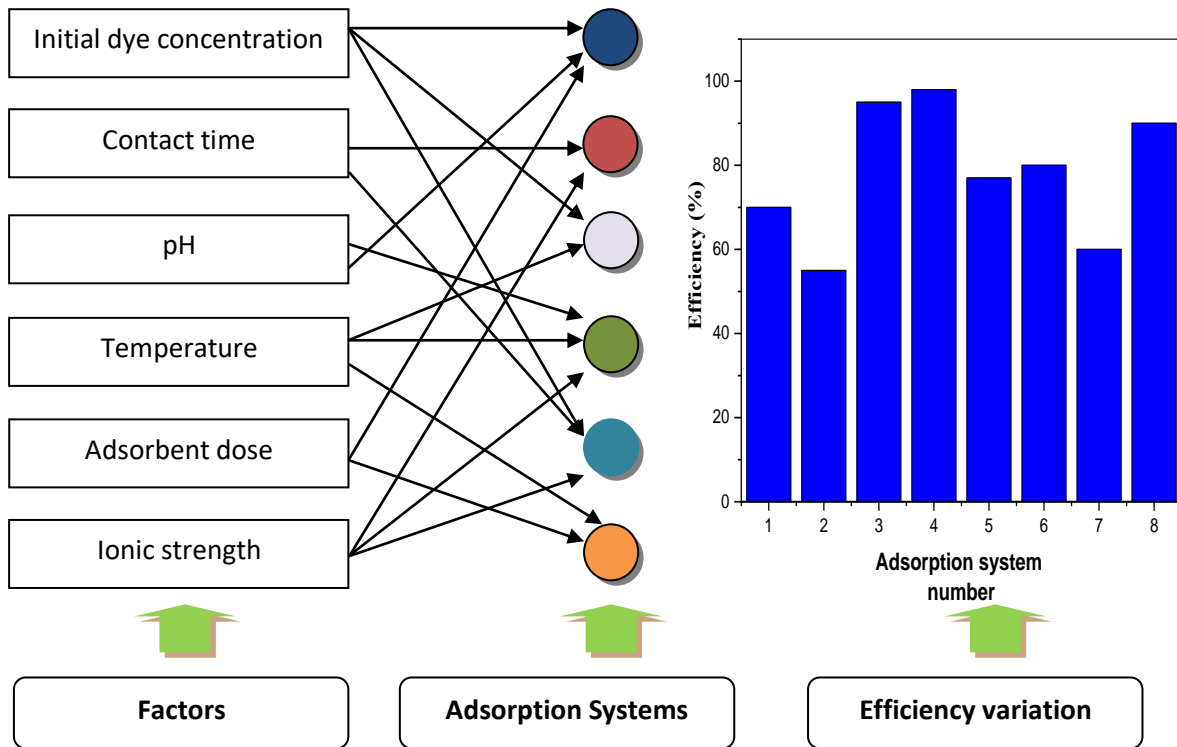 Initial dye concentration
Contact time
pH
Temperature
Adsorbent dose
Ionic strength
Efficiency (%)
100
80
60
40
20
0
1 2 3 4 5 6 7 8
Adsorption system
number
Factors
Adsorption Systems
Efficiency variation